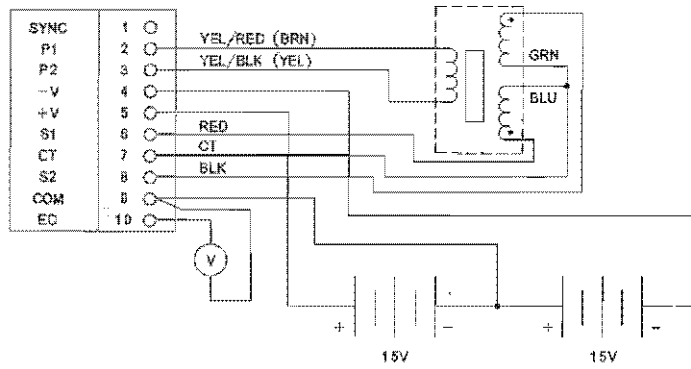 SYNC 1
P1 2 YEL/RED (BRN)
P2 3 YEL/BLK (YEL)
-V 4
+V 5
S1 6 RED
CT 7 CT
S2 8 BLK
COM 9
EO 10
GRN
BLU
V
+ - + -
15V 15V